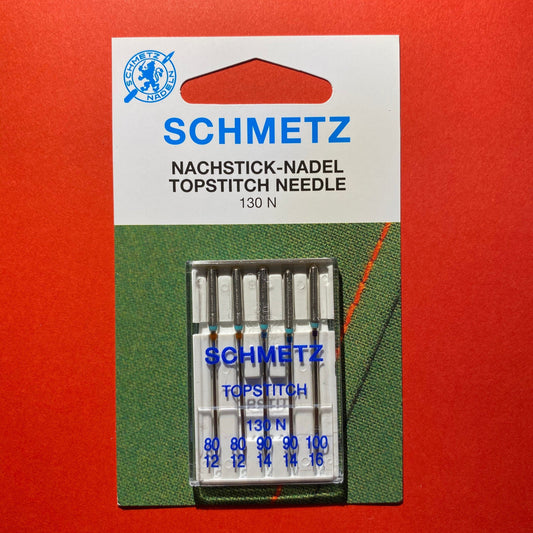 SCHMETZ
NADELN
SCHMETZ
NACHSTICK-NADEL
TOPSTITCH NEEDLE
130 N
SCHMETZ
TOPSTITCH
130 N
80 80 90 90 100
12 12 14 14 16